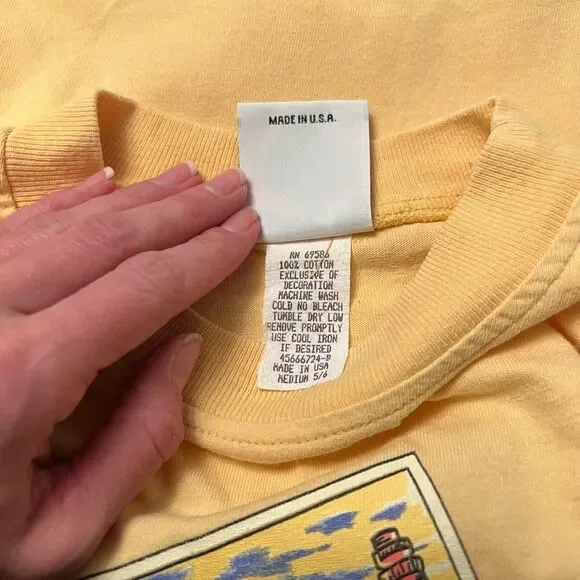 MADE IN U.S.A.
RN 69586
100% COTTON
EXCLUSIVE OF
DECORATION
MACHINE WASH
COLD NO BLEACH
TUMBLE DRY LOW
REMOVE PROMPTLY
USE COOL IRON
IF DESIRED
45666724-B
MADE IN USA
MEDIUM 5/6